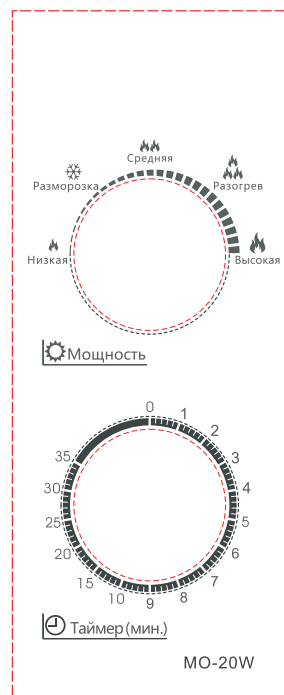 Средняя
Разморозка
Разогрев
Низкая
Высокая
Мощность
0
1
2
3
4
5
6
7
8
9
10
15
20
25
30
35
Таймер (мин.)
MO-20W